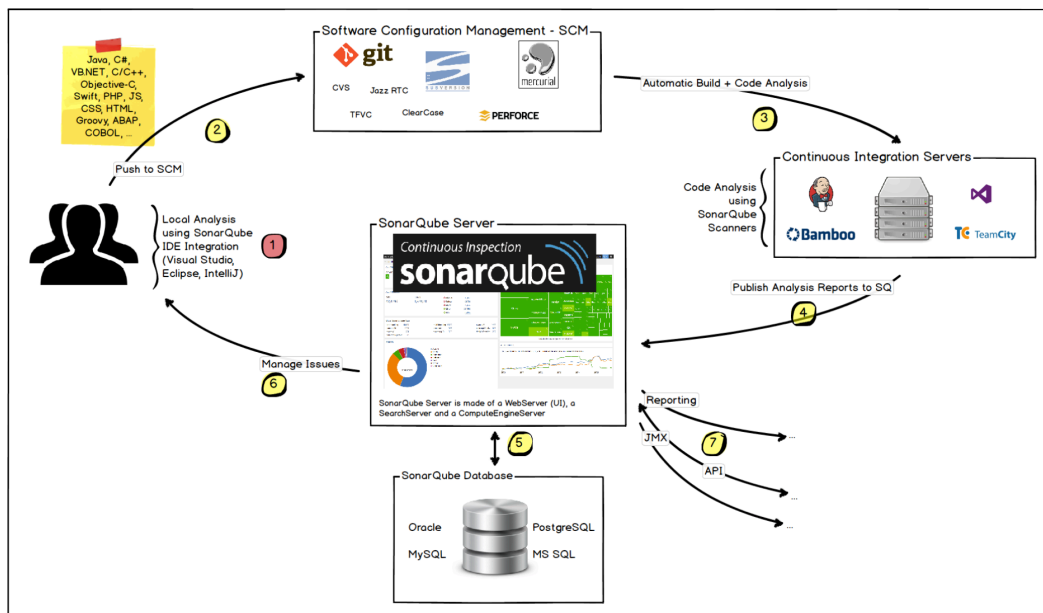 Software Configuration Management - SCM
git
SUBVERSION
mercurial
CVS
Jazz RTC
TFVC
ClearCase
PERFORCE
Java, C#,
VB.NET, C/C++,
Objective-C,
Swift, PHP, JS,
CSS, HTML,
Groovy, ABAP,
COBOL, ...
2
Push to SCM
Automatic Build + Code Analysis
3
Continuous Integration Servers
Code Analysis
using
SonarQube
Scanners
Bamboo
TC TeamCity
Local Analysis
using SonarQube
IDE Integration
(Visual Studio,
Eclipse, IntelliJ)
1
SonarQube Server
Continuous Inspection
sonarqube
SonarQube Server is made of a WebServer (UI), a
SearchServer and a ComputeEngineServer
Publish Analysis Reports to SQ
4
Manage Issues
6
5
Reporting
...
JMX
7
API
...
...
SonarQube Database
Oracle
PostgreSQL
MySQL
MS SQL